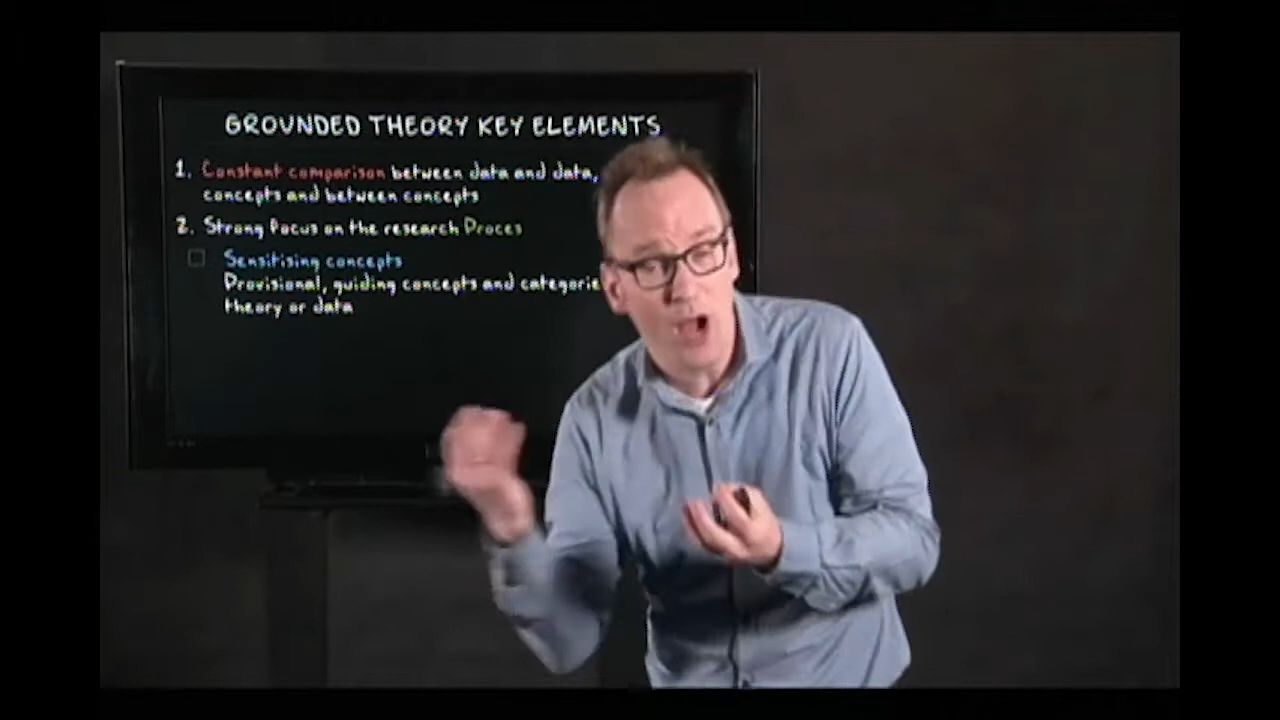 GROUNDED THEORY KEY ELEMENTS
1. Constant comparison between data and data,
concepts and between concepts
2. Strong focus on the research Proces
Sensitising concepts
Provisional, guiding concepts and categorie
theory or data